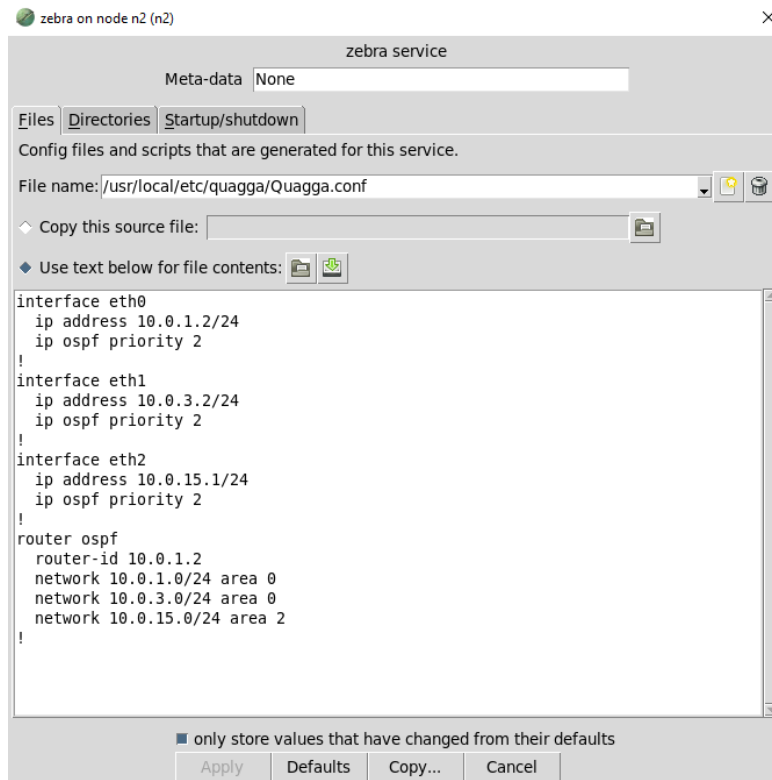 zebra on node n2 (n2)
zebra service
Meta-data None
Files Directories Startup/shutdown
Config files and scripts that are generated for this service.
File name: /usr/local/etc/quagga/Quagga.conf
Copy this source file:
Use text below for file contents:
interface eth0
  ip address 10.0.1.2/24
  ip ospf priority 2
!
interface eth1
  ip address 10.0.3.2/24
  ip ospf priority 2
!
interface eth2
  ip address 10.0.15.1/24
  ip ospf priority 2
!
router ospf
  router-id 10.0.1.2
  network 10.0.1.0/24 area 0
  network 10.0.3.0/24 area 0
  network 10.0.15.0/24 area 2
!
only store values that have changed from their defaults
Apply Defaults Copy... Cancel